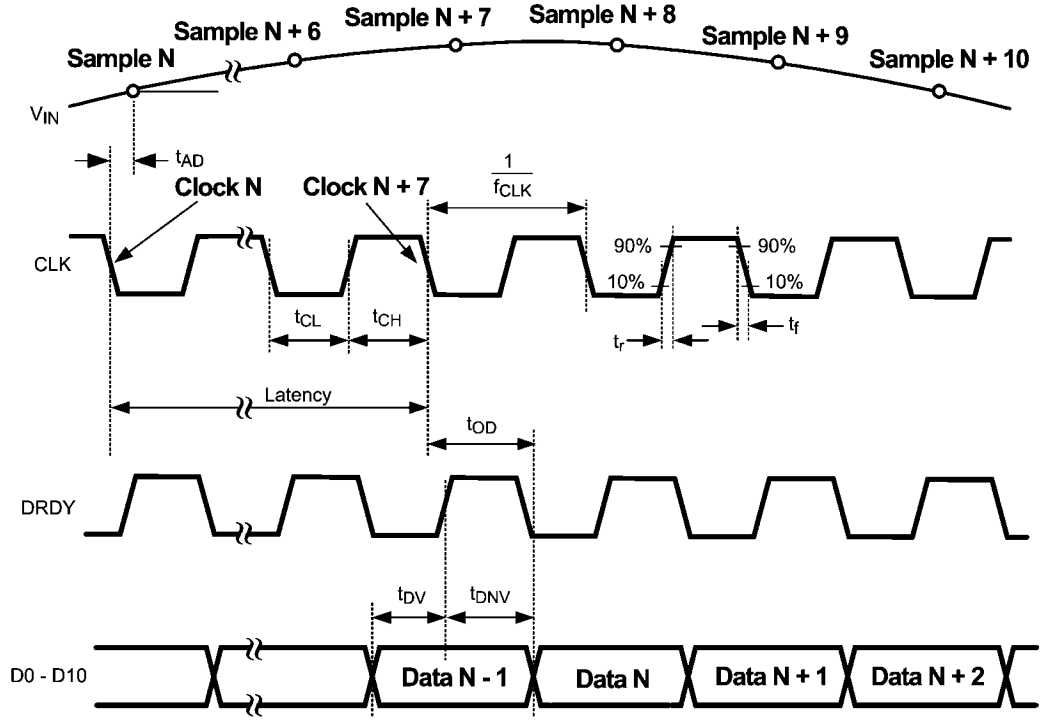 Sample N + 7
Sample N + 8
Sample N + 6
Sample N + 9
Sample N
Sample N + 10
VIN
tAD
1
fCLK
Clock N
Clock N + 7
CLK
90%
90%
10%
10%
tCL
tCH
tr
tf
Latency
tOD
DRDY
tDV
tDNV
D0 - D10
Data N - 1
Data N
Data N + 1
Data N + 2